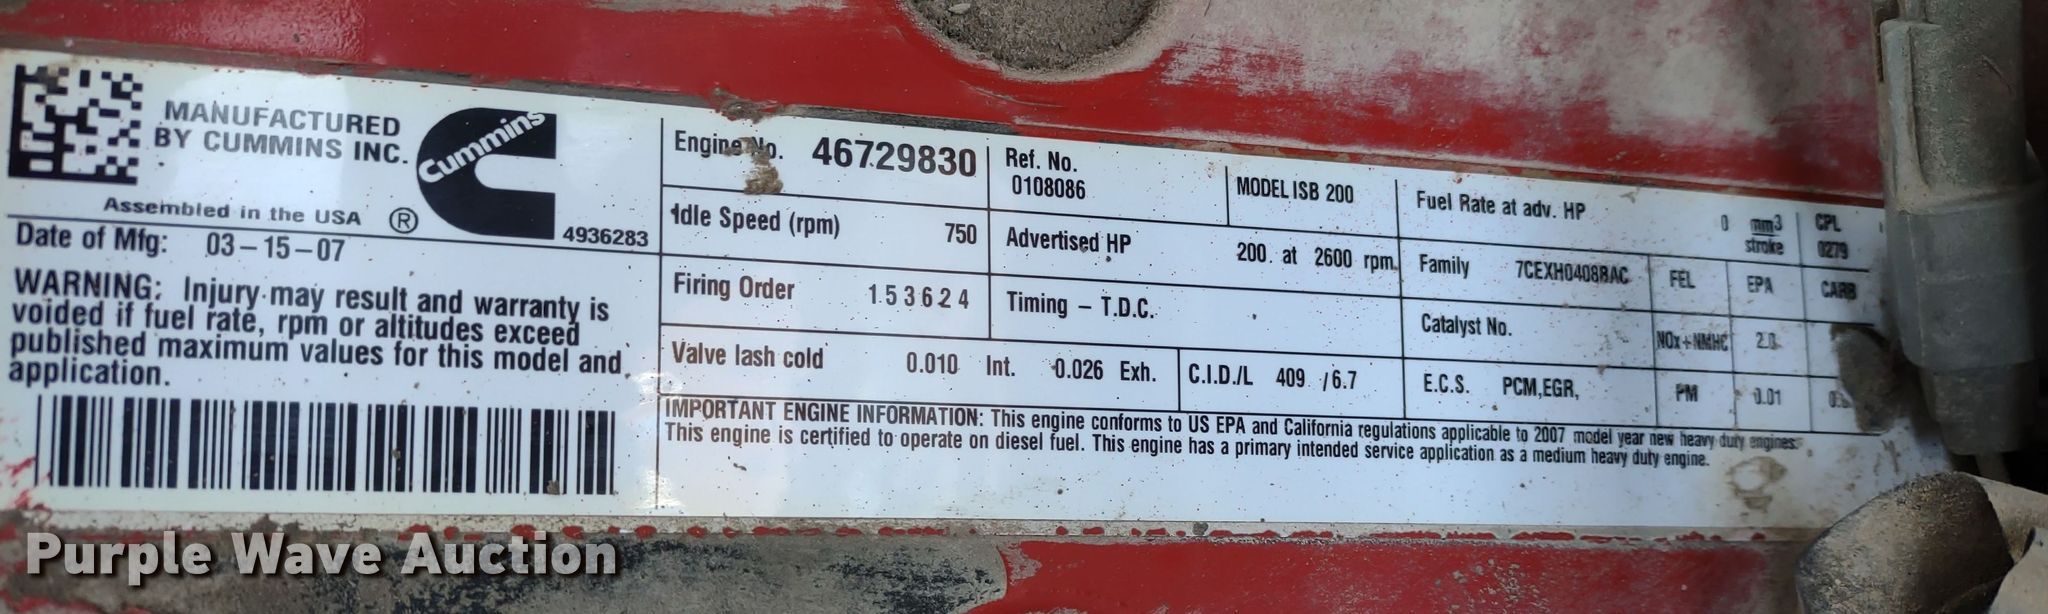 MANUFACTURED
BY CUMMINS INC.
Cummins
Assembled in the USA ®
4936283
Date of Mfg: 03-15-07
WARNING: Injury may result and warranty is
voided if fuel rate, rpm or altitudes exceed
published maximum values for this model and
application.
Engine No. 46729830
Ref. No.
0108086
MODEL ISB 200
Fuel Rate at adv. HP 0 mm3
stroke
CPL
0279
Idle Speed (rpm) 750
Advertised HP 200. at 2600 rpm.
Family 7CEXH0408BAC
FEL EPA CARB
Firing Order 1 5 3 6 2 4
Timing - T.D.C.
Catalyst No.
NOx+NMHC 2.0
Valve lash cold 0.010 Int. 0.026 Exh.
C.I.D./L 409 /6.7
E.C.S. PCM,EGR,
PM 0.01
IMPORTANT ENGINE INFORMATION: This engine conforms to US EPA and California regulations applicable to 2007 model year new heavy duty engines.
This engine is certified to operate on diesel fuel. This engine has a primary intended service application as a medium heavy duty engine.
Purple Wave Auction